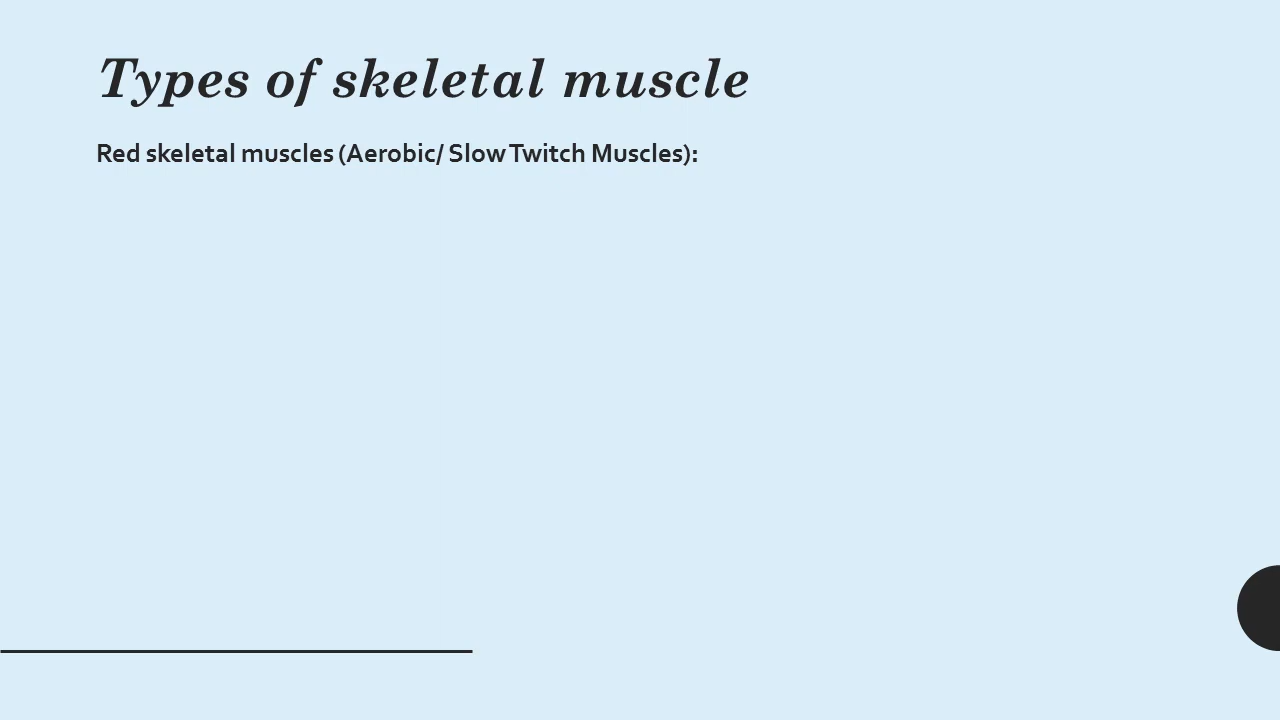 Types of skeletal muscle
Red skeletal muscles (Aerobic/ Slow Twitch Muscles):